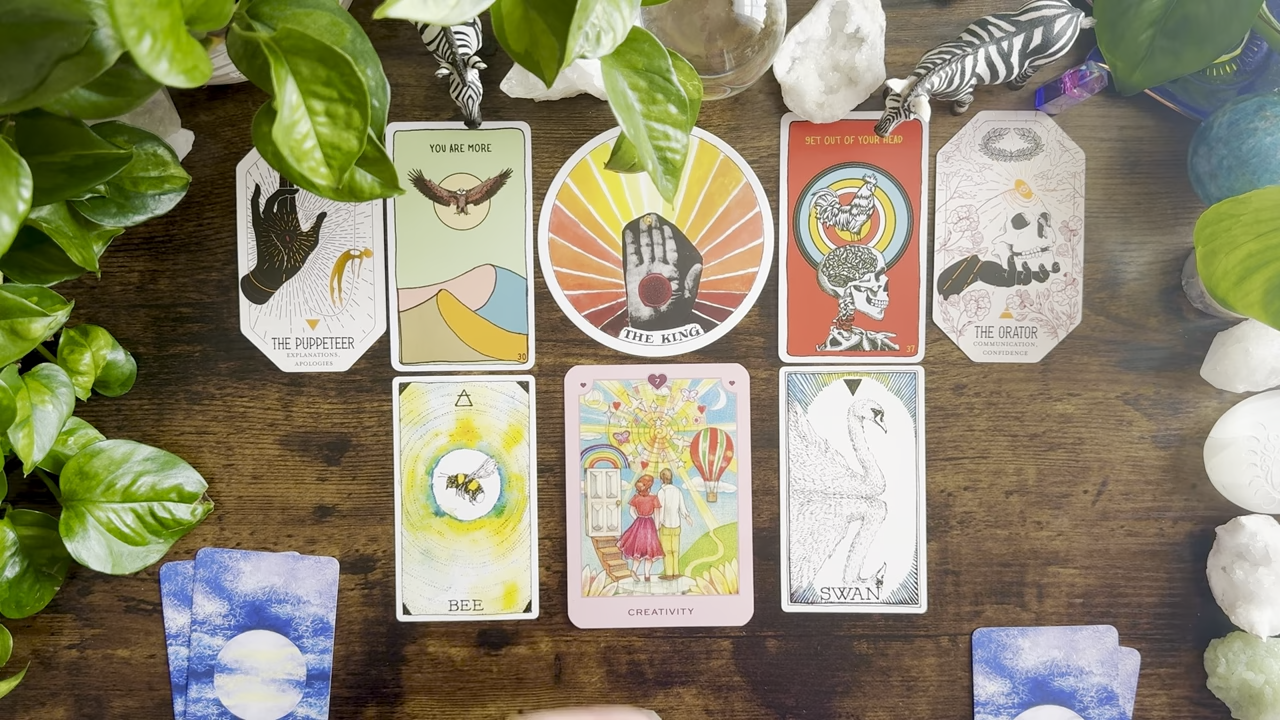 THE PUPPETEER
EXPLANATIONS,
APOLOGIES
YOU ARE MORE
30
THE KING
GET OUT OF YOUR HEAD
37
THE ORATOR
COMMUNICATION,
CONFIDENCE
BEE
7
CREATIVITY
SWAN